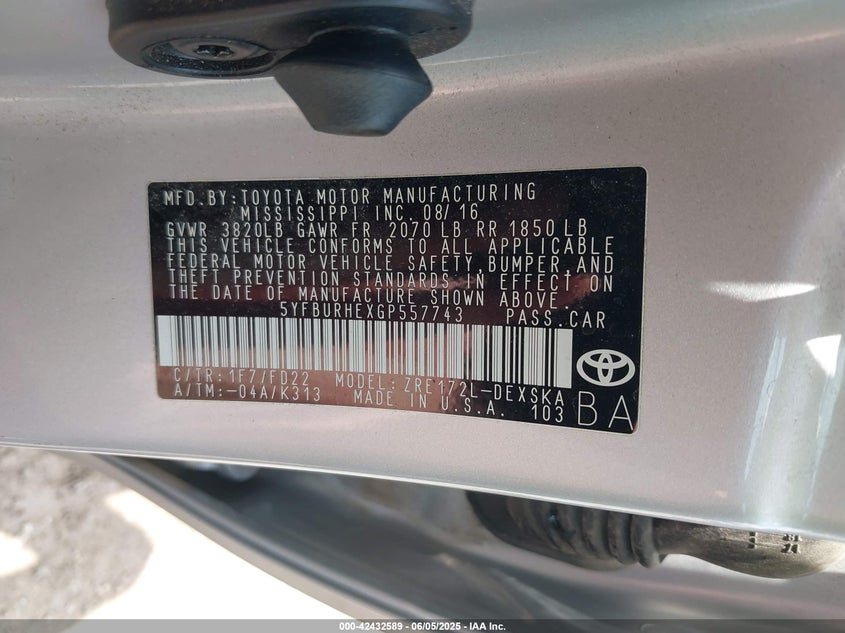 MFD. BY: TOYOTA MOTOR MANUFACTURING
MISSISSIPPI INC. 08/16
GVWR 3820LB GAWR FR 2070 LB RR 1850 LB
THIS VEHICLE CONFORMS TO ALL APPLICABLE
FEDERAL MOTOR VEHICLE SAFETY, BUMPER, AND
THEFT PREVENTION STANDARDS IN EFFECT ON
THE DATE OF MANUFACTURE SHOWN ABOVE.
5YFBURHEXGP557743 PASS. CAR
C/TR: 1F7/FD22 MODEL: ZRE172L-DEXSKA
A/TM: -04A/K313 MADE IN U.S.A. 103 BA
000-42432589 - 06/05/2025 - IAA Inc.